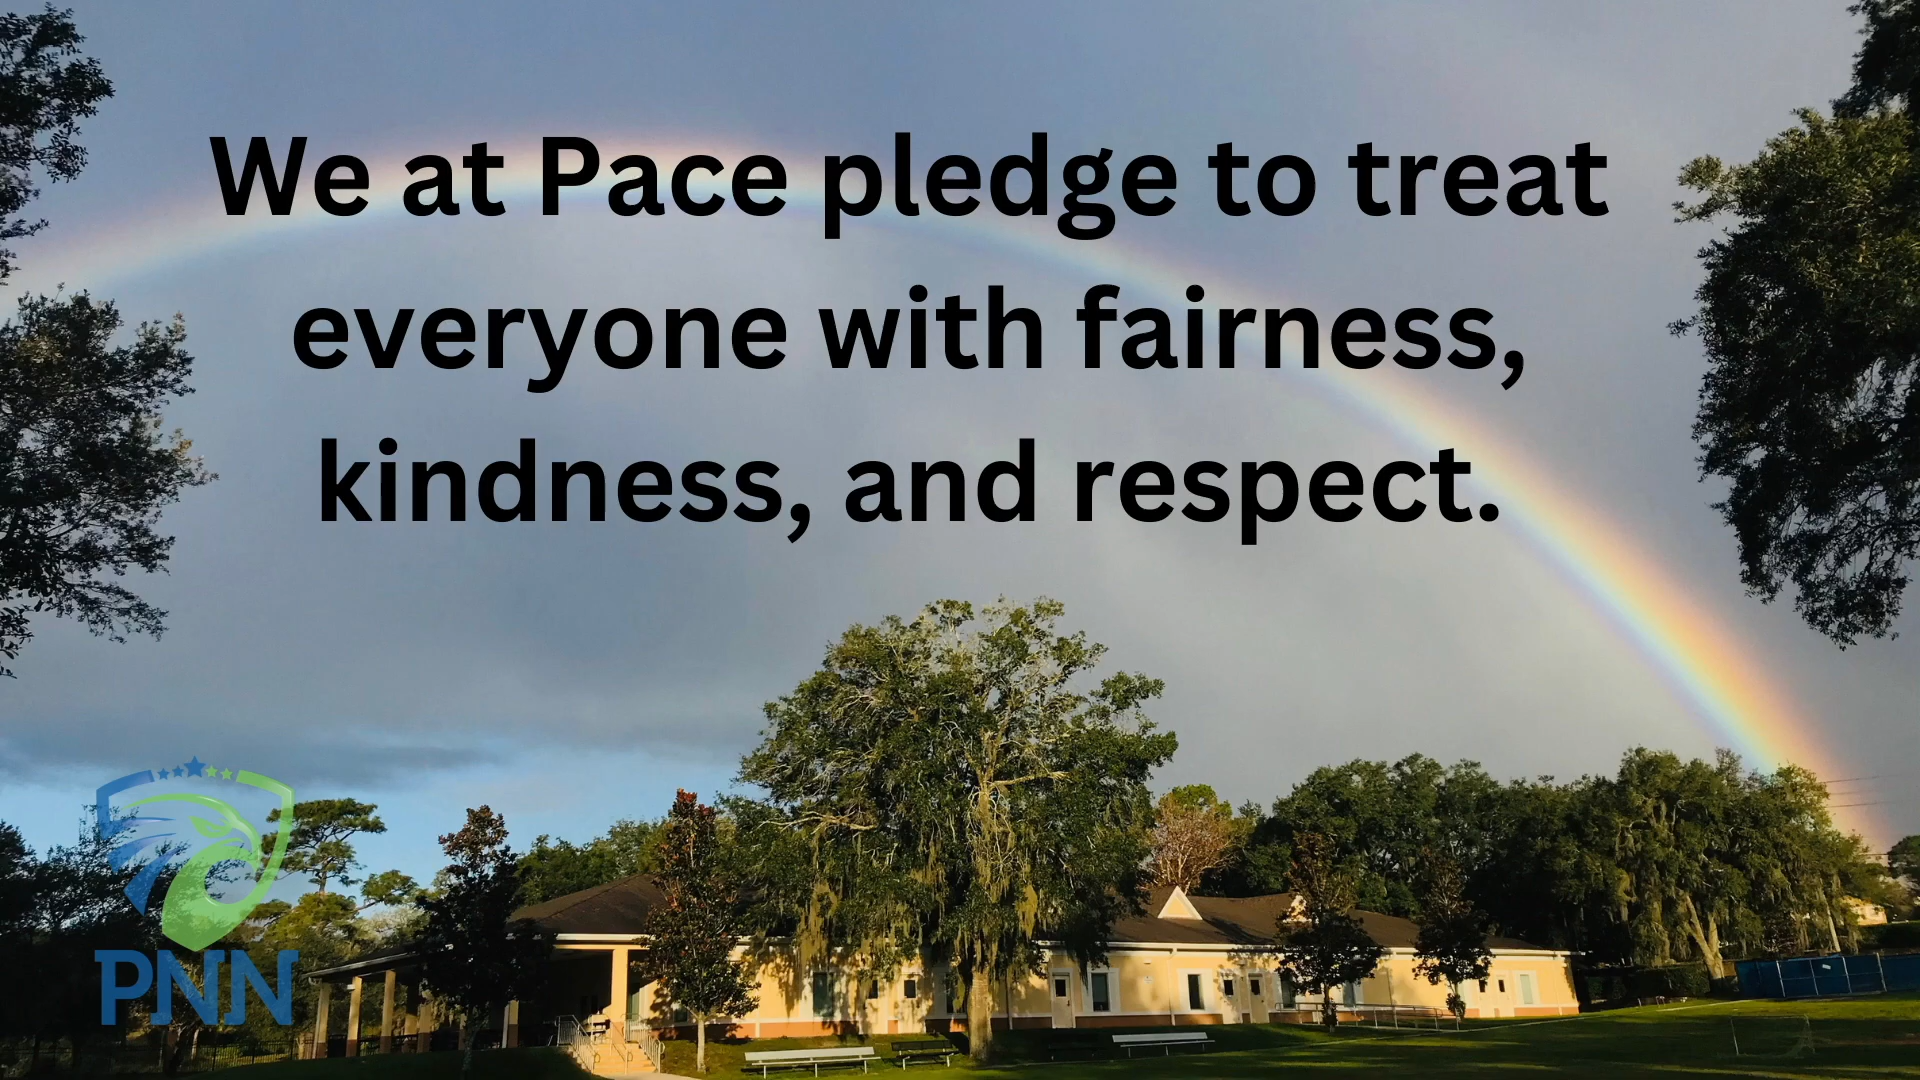 We at Pace pledge to treat
everyone with fairness,
kindness, and respect.
PNN